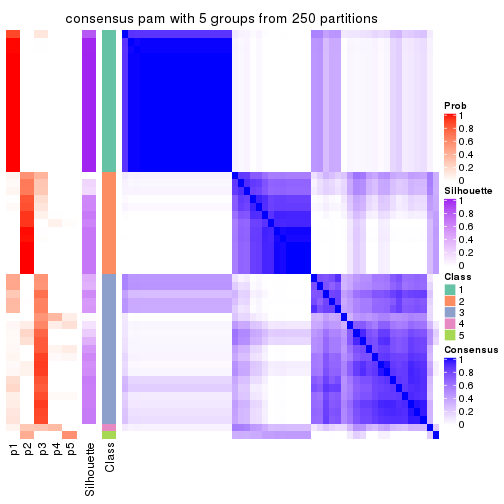 consensus pam with 5 groups from 250 partitions
Prob
1
0.8
0.6
0.4
0.2
0
Silhouette
1
0.8
0.6
0.4
0.2
0
Class
1
2
3
4
5
Consensus
1
0.8
0.6
0.4
0.2
0
p1
p2
p3
p4
p5
Silhouette
Class